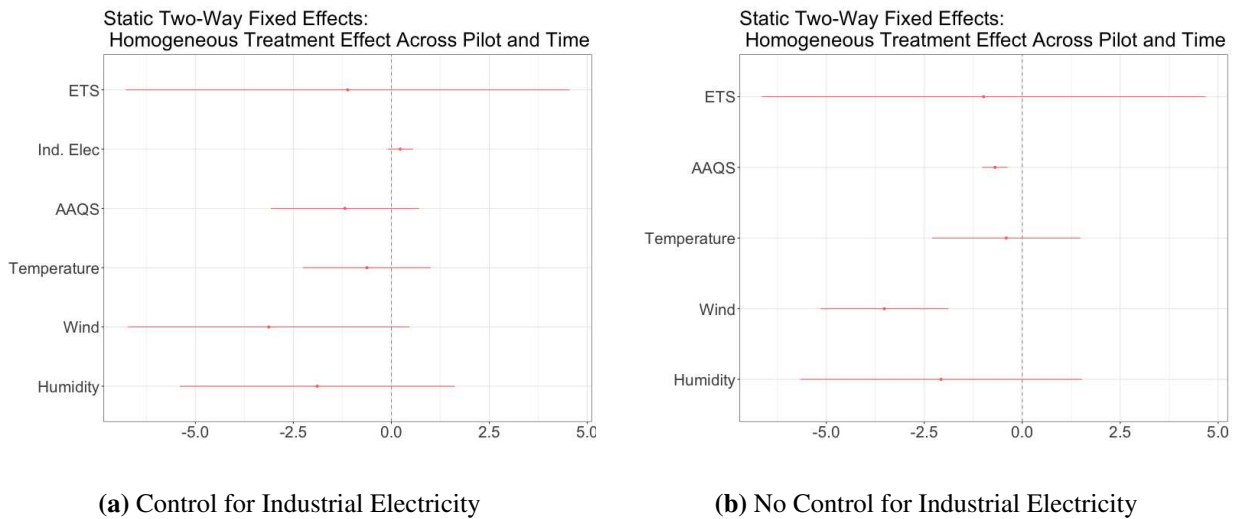 Static Two-Way Fixed Effects:
Homogeneous Treatment Effect Across Pilot and Time
ETS
Ind. Elec
AAQS
Temperature
Wind
Humidity
-5.0 -2.5 0.0 2.5 5.0
(a) Control for Industrial Electricity
Static Two-Way Fixed Effects:
Homogeneous Treatment Effect Across Pilot and Time
ETS
AAQS
Temperature
Wind
Humidity
-5.0 -2.5 0.0 2.5 5.0
(b) No Control for Industrial Electricity